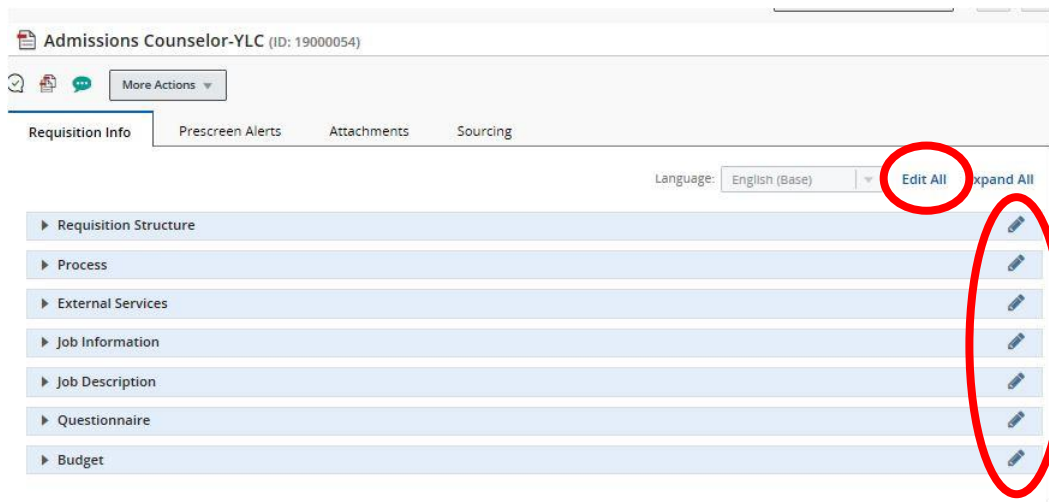 Admissions Counselor-YLC (ID: 19000054)
More Actions
Requisition Info Prescreen Alerts Attachments Sourcing
Language: English (Base) Edit All xpand All
Requisition Structure
Process
External Services
Job Information
Job Description
Questionnaire
Budget